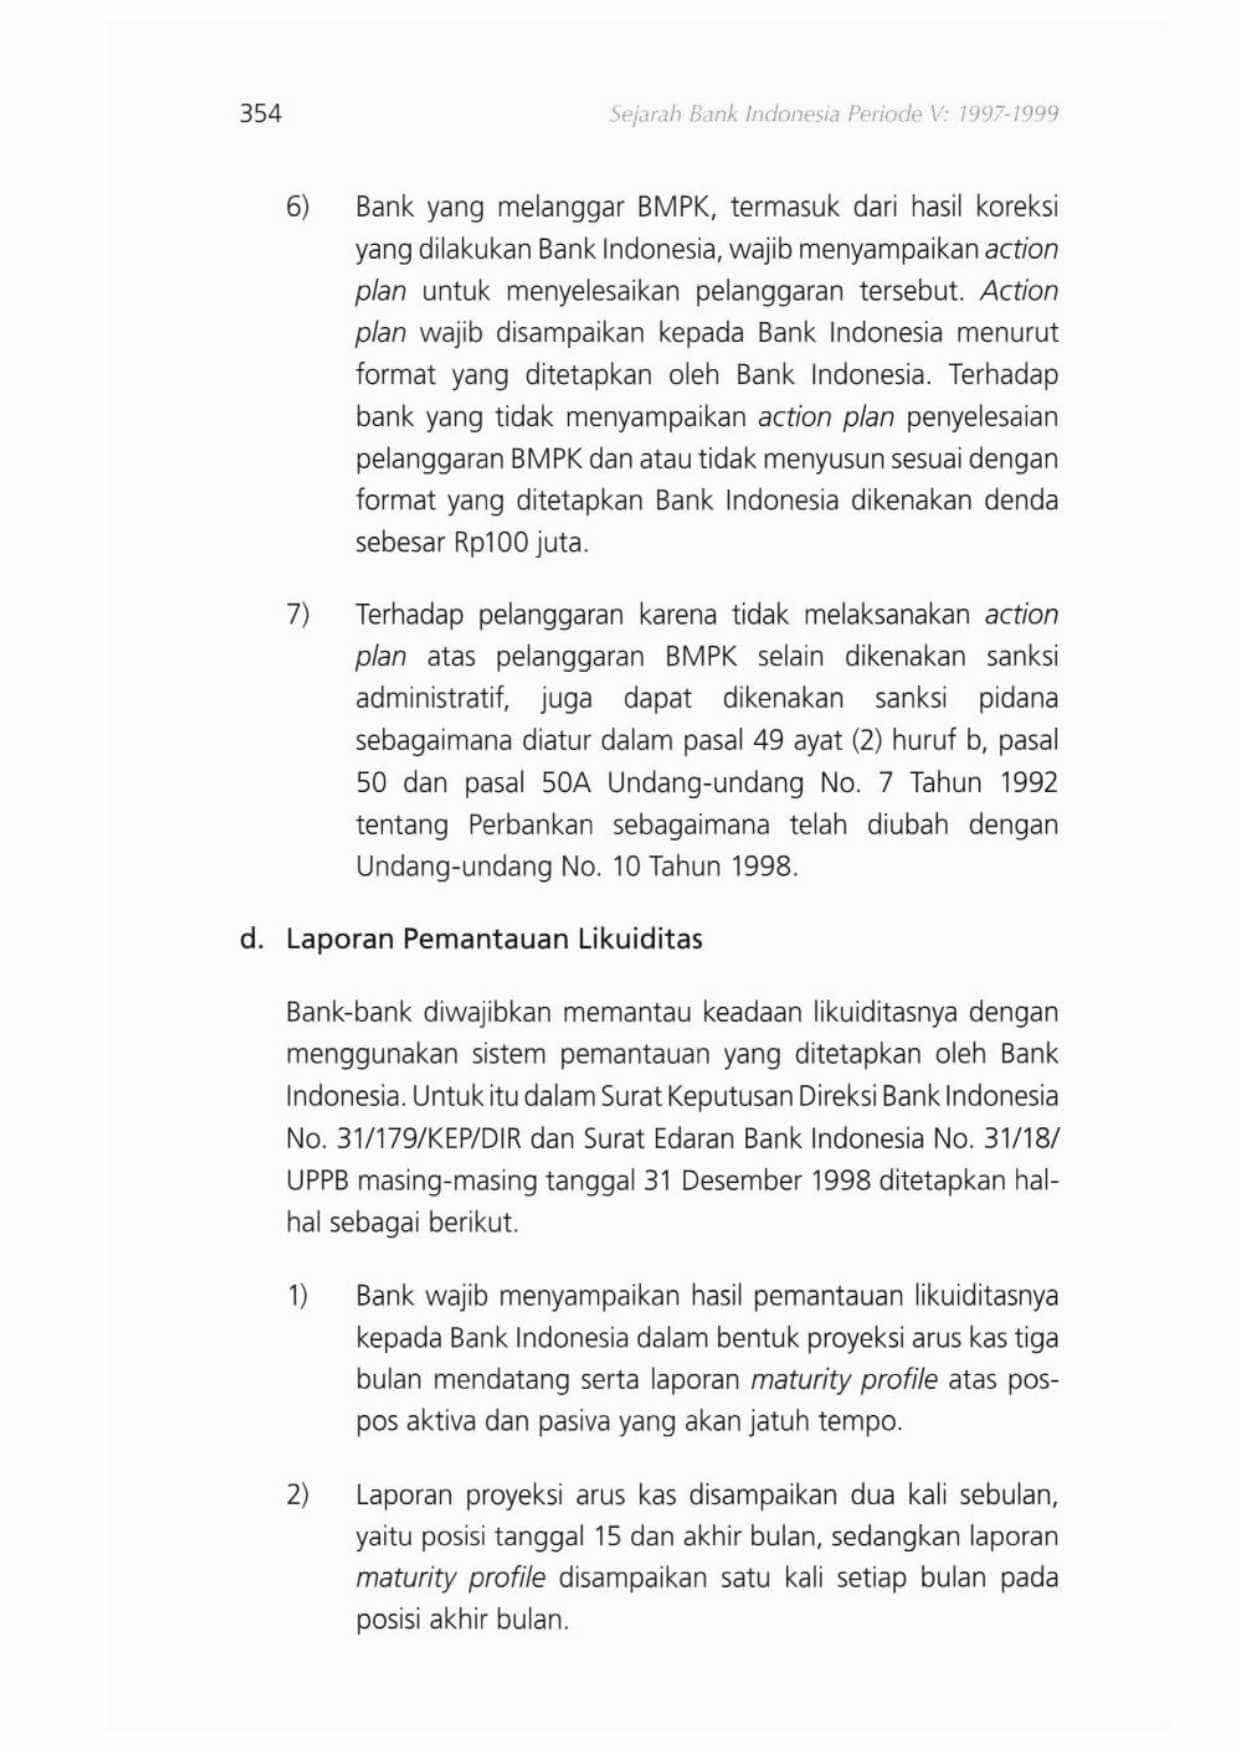 354
Sejarah Bank Indonesia Periode V: 1997-1999
6) Bank yang melanggar BMPK, termasuk dari hasil koreksi
yang dilakukan Bank Indonesia, wajib menyampaikan action
plan untuk menyelesaikan pelanggaran tersebut. Action
plan wajib disampaikan kepada Bank Indonesia menurut
format yang ditetapkan oleh Bank Indonesia. Terhadap
bank yang tidak menyampaikan action plan penyelesaian
pelanggaran BMPK dan atau tidak menyusun sesuai dengan
format yang ditetapkan Bank Indonesia dikenakan denda
sebesar Rp100 juta.
7) Terhadap pelanggaran karena tidak melaksanakan action
plan atas pelanggaran BMPK selain dikenakan sanksi
administratif, juga dapat dikenakan sanksi pidana
sebagaimana diatur dalam pasal 49 ayat (2) huruf b, pasal
50 dan pasal 50A Undang-undang No. 7 Tahun 1992
tentang Perbankan sebagaimana telah diubah dengan
Undang-undang No. 10 Tahun 1998.
d. Laporan Pemantauan Likuiditas
Bank-bank diwajibkan memantau keadaan likuiditasnya dengan
menggunakan sistem pemantauan yang ditetapkan oleh Bank
Indonesia. Untuk itu dalam Surat Keputusan Direksi Bank Indonesia
No. 31/179/KEP/DIR dan Surat Edaran Bank Indonesia No. 31/18/
UPPB masing-masing tanggal 31 Desember 1998 ditetapkan hal-
hal sebagai berikut.
1) Bank wajib menyampaikan hasil pemantauan likuiditasnya
kepada Bank Indonesia dalam bentuk proyeksi arus kas tiga
bulan mendatang serta laporan maturity profile atas pos-
pos aktiva dan pasiva yang akan jatuh tempo.
2) Laporan proyeksi arus kas disampaikan dua kali sebulan,
yaitu posisi tanggal 15 dan akhir bulan, sedangkan laporan
maturity profile disampaikan satu kali setiap bulan pada
posisi akhir bulan.